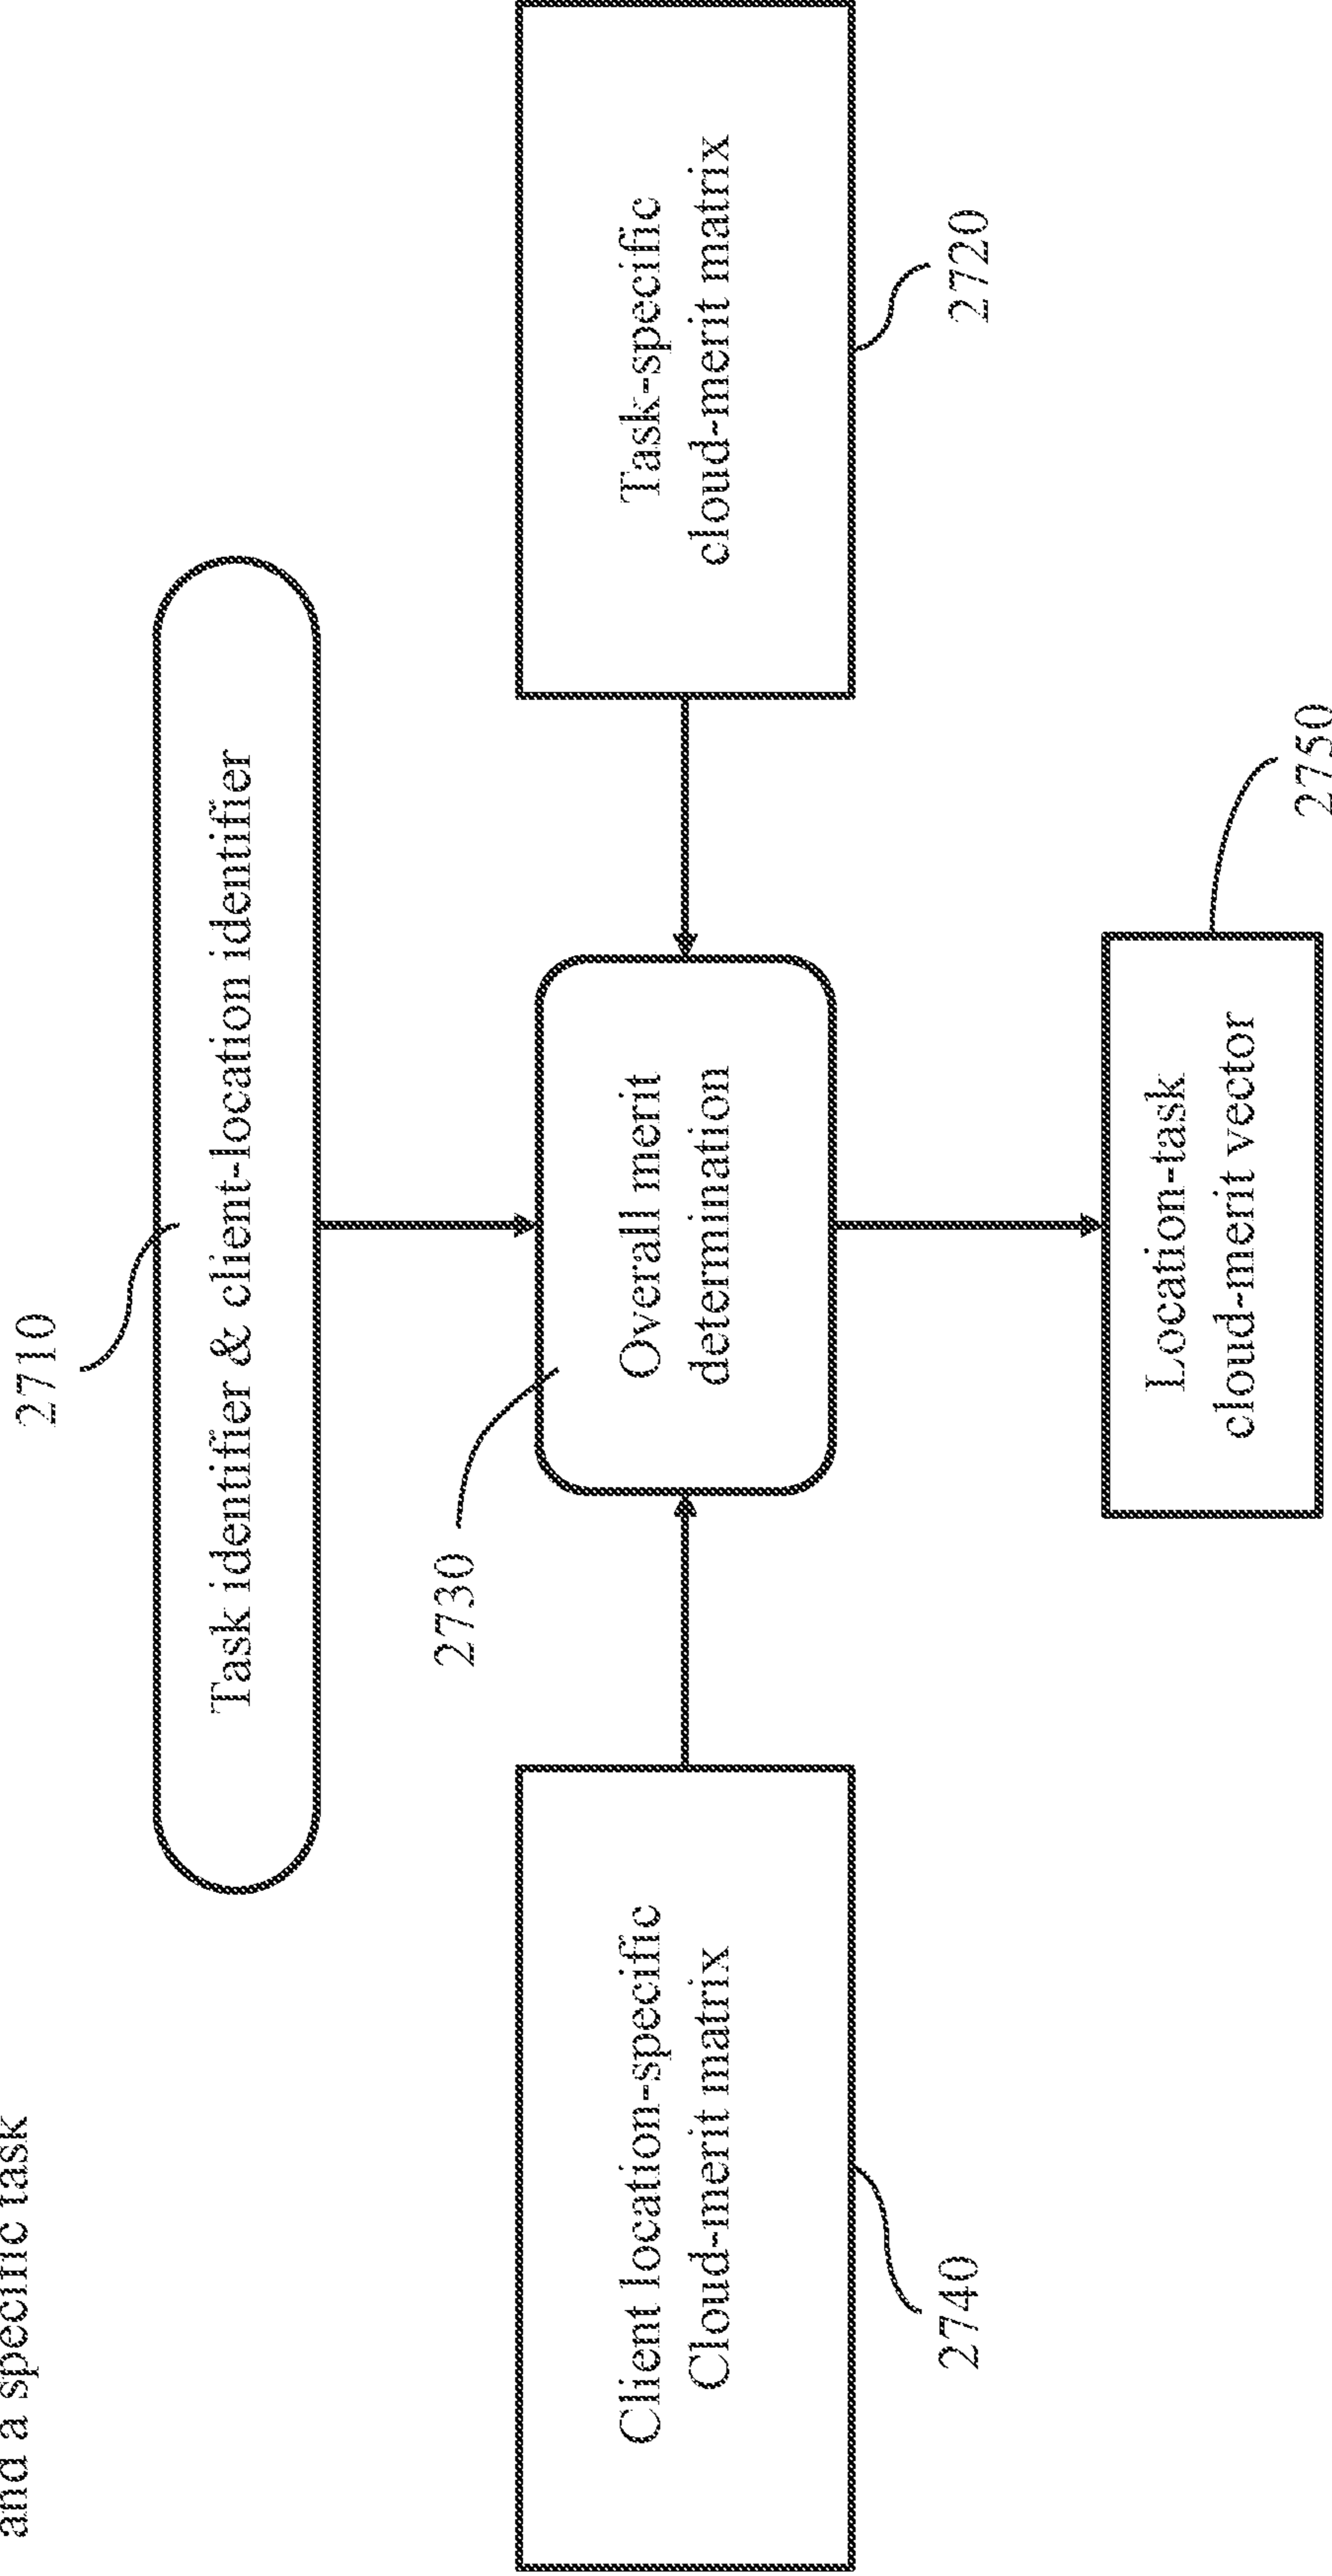 and a specific task
2710
Task identifier & client-location identifier
2730
Client location-specific
Cloud-merit matrix
2740
Overall merit
determination
Task-specific
cloud-merit matrix
2720
Location-task
cloud-merit vector
2750